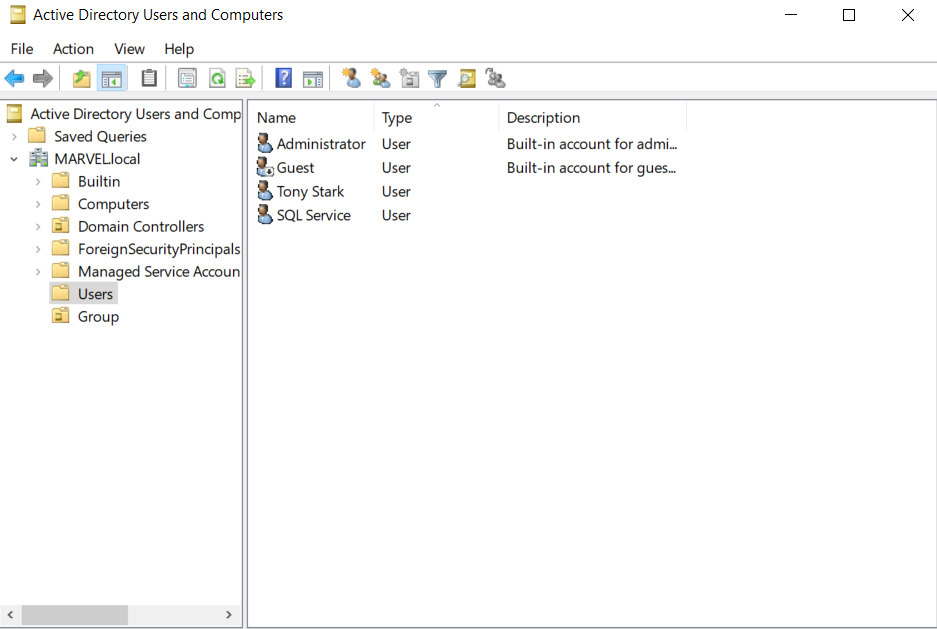 Active Directory Users and Computers
File Action View Help
Active Directory Users and Comp
Saved Queries
MARVEL.local
Builtin
Computers
Domain Controllers
ForeignSecurityPrincipals
Managed Service Accoun
Users
Group
Name Type Description
Administrator User Built-in account for admi...
Guest User Built-in account for gues...
Tony Stark User
SQL Service User